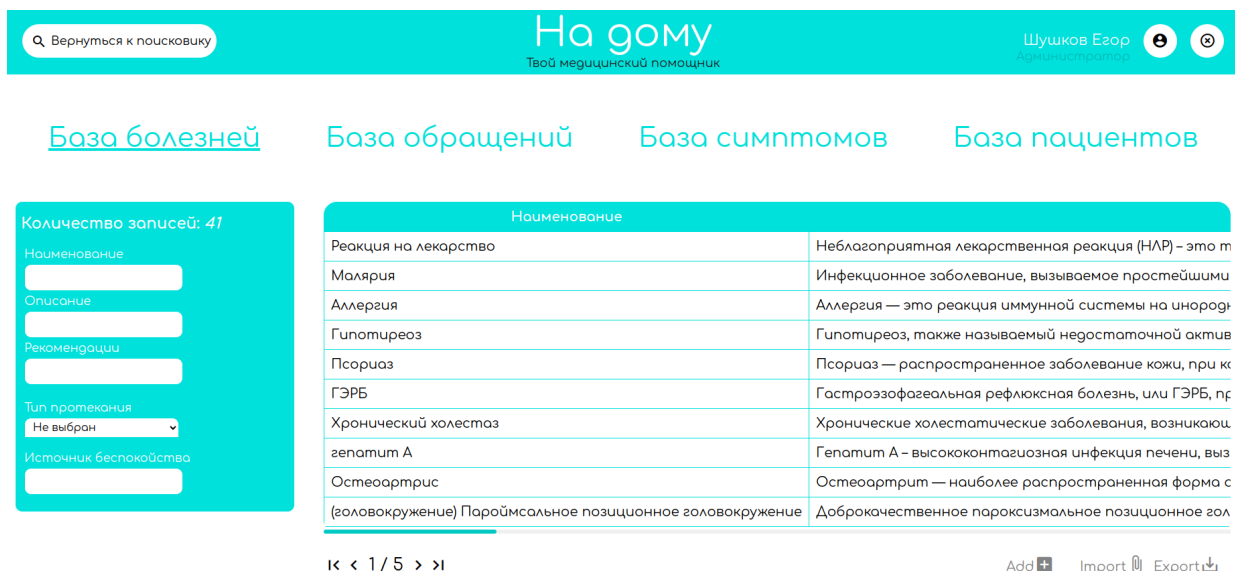 Вернуться к поисковику
На дому
Твой медицинский помощник
Шушков Егор
Администратор
База болезней
База обращений
База симптомов
База пациентов
Количество записей: 41
Наименование
Описание
Рекомендации
Тип протекания
Не выбран
Источник беспокойства
Наименование
Реакция на лекарство
Неблагоприятная лекарственная реакция (НЛР) – это т
Малярия
Инфекционное заболевание, вызываемое простейшими
Аллергия
Аллергия — это реакция иммунной системы на инородн
Гипотиреоз
Гипотиреоз, также называемый недостаточной актив
Псориаз
Псориаз — распространенное заболевание кожи, при ко
ГЭРБ
Гастроэзофагеальная рефлюксная болезнь, или ГЭРБ, пр
Хронический холестаз
Хронические холестатические заболевания, возникающ
гепатит А
Гепатит А – высококонтагиозная инфекция печени, выз
Остеоартрис
Остеоартрит — наиболее распространенная форма а
(головокружение) Пароймсальное позиционное головокружение
Доброкачественное пароксизмальное позиционное гол
1 / 5
Add
Import
Export